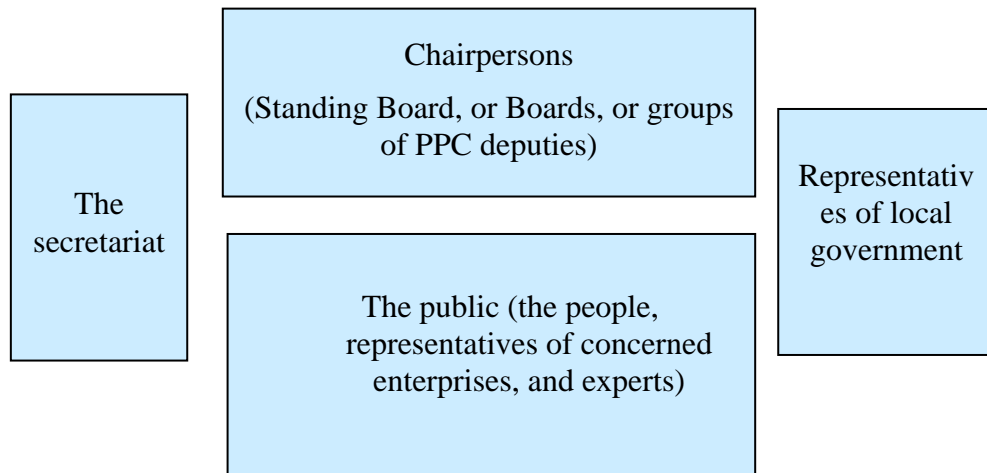 Chairpersons
(Standing Board, or Boards, or groups
of PPC deputies)
The
secretariat
Representativ
es of local
government
The public (the people,
representatives of concerned
enterprises, and experts)